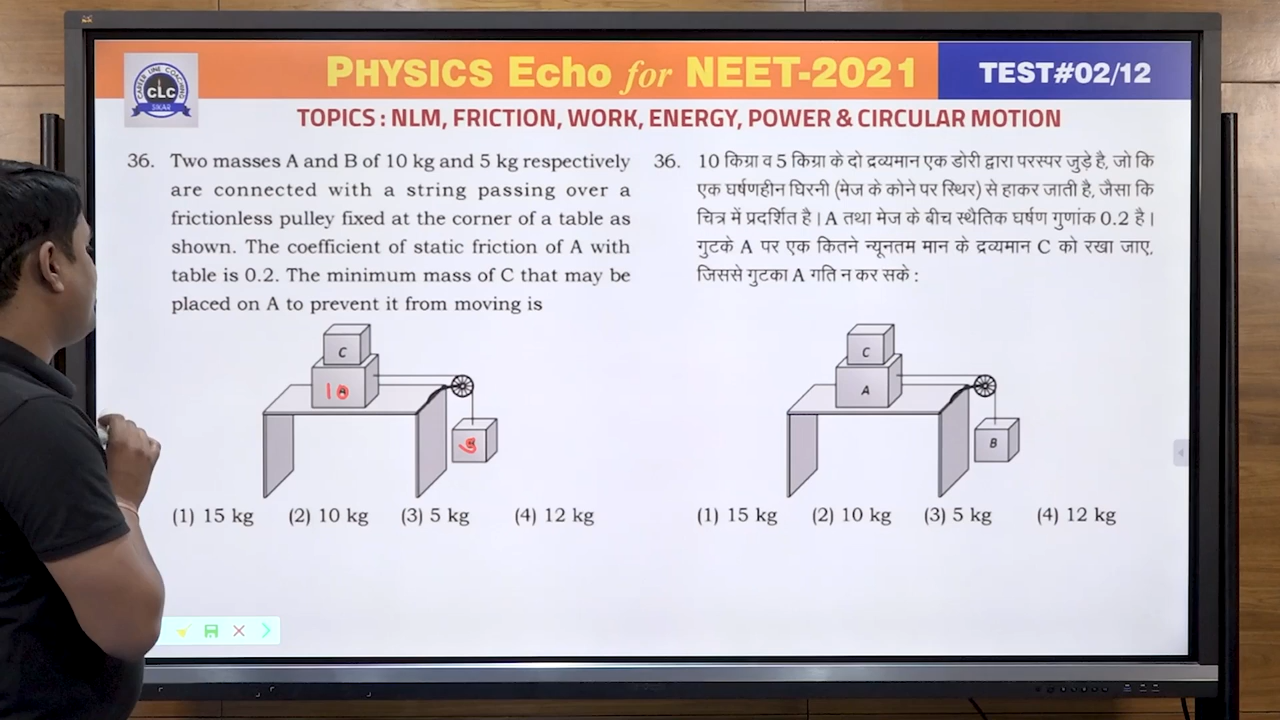 PHYSICS Echo for NEET-2021
TEST#02/12
CAREER LINE COACHING
CLC
SIKAR
TOPICS : NLM, FRICTION, WORK, ENERGY, POWER & CIRCULAR MOTION
36. Two masses A and B of 10 kg and 5 kg respectively
are connected with a string passing over a
frictionless pulley fixed at the corner of a table as
shown. The coefficient of static friction of A with
table is 0.2. The minimum mass of C that may be
placed on A to prevent it from moving is
C
10
5
(1) 15 kg (2) 10 kg (3) 5 kg (4) 12 kg
36. 10 किग्रा व 5 किग्रा के दो द्रव्यमान एक डोरी द्वारा परस्पर जुड़े है, जो कि
एक घर्षणहीन घिरनी (मेज के कोने पर स्थिर) से हाकर जाती है, जैसा कि
चित्र में प्रदर्शित है। A तथा मेज के बीच स्थैतिक घर्षण गुणांक 0.2 है।
गुटके A पर एक कितने न्यूनतम मान के द्रव्यमान C को रखा जाए,
जिससे गुटका A गति न कर सके :
C
A
B
(1) 15 kg (2) 10 kg (3) 5 kg (4) 12 kg